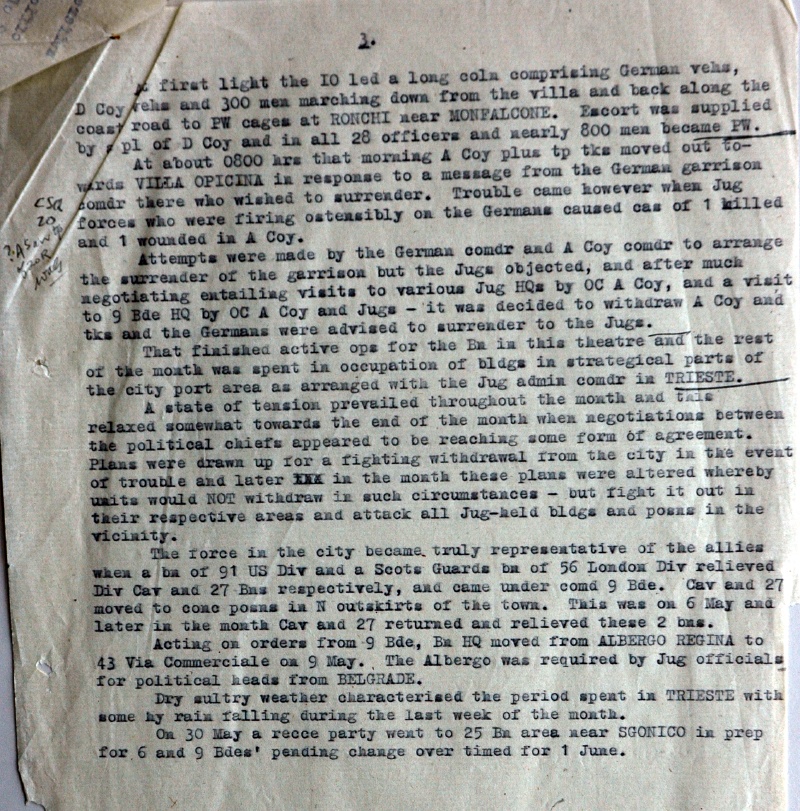 3.
At first light the IO led a long coln comprising German vehs,
D Coy vehs and 300 men marching down from the villa and back along the
coast road to PW cages at RONCHI near MONFALCONE. Escort was supplied
by a pl of D Coy and in all 28 officers and nearly 800 men became PW.
At about 0800 hrs that morning A Coy plus tp tks moved out to-
wards VILLA OPICINA in response to a message from the German garrison
comdr there who wished to surrender. Trouble came however when Jug
forces who were firing ostensibly on the Germans caused cas of 1 killed
and 1 wounded in A Coy.
Attempts were made by the German comdr and A Coy comdr to arrange
the surrender of the garrison but the Jugs objected, and after much
negotiating entailing visits to various Jug HQs by OC A Coy, and a visit
to 9 Bde HQ by OC A Coy and Jugs - it was decided to withdraw A Coy and
tks and the Germans were advised to surrender to the Jugs.
That finished active ops for the Bn in this theatre and the rest
of the month was spent in occupation of bldgs in strategical parts of
the city port area as arranged with the Jug admin comdr in TRIESTE.
A state of tension prevailed throughout the month and this
relaxed somewhat towards the end of the month when negotiations between
the political chiefs appeared to be reaching some form of agreement.
Plans were drawn up for a fighting withdrawal from the city in the event
of trouble and later XXX in the month these plans were altered whereby
units would NOT withdraw in such circumstances - but fight it out in
their respective areas and attack all Jug-held bldgs and posns in the
vicinity.
The force in the city became truly representative of the allies
when a bn of 91 US Div and a Scots Guards bn of 56 London Div relieved
Div Cav and 27 Bns respectively, and came under comd 9 Bde. Cav and 27
moved to conc posns in N outskirts of the town. This was on 6 May and
later in the month Cav and 27 returned and relieved these 2 bns.
Acting on orders from 9 Bde, Bn HQ moved from ALBERGO REGINA to
43 Via Commerciale on 9 May. The Albergo was required by Jug officials
for political heads from BELGRADE.
Dry sultry weather characterised the period spent in TRIESTE with
some hy rain falling during the last week of the month.
On 30 May a recce party went to 25 Bn area near SGONICO in prep
for 6 and 9 Bdes' pending change over timed for 1 June.